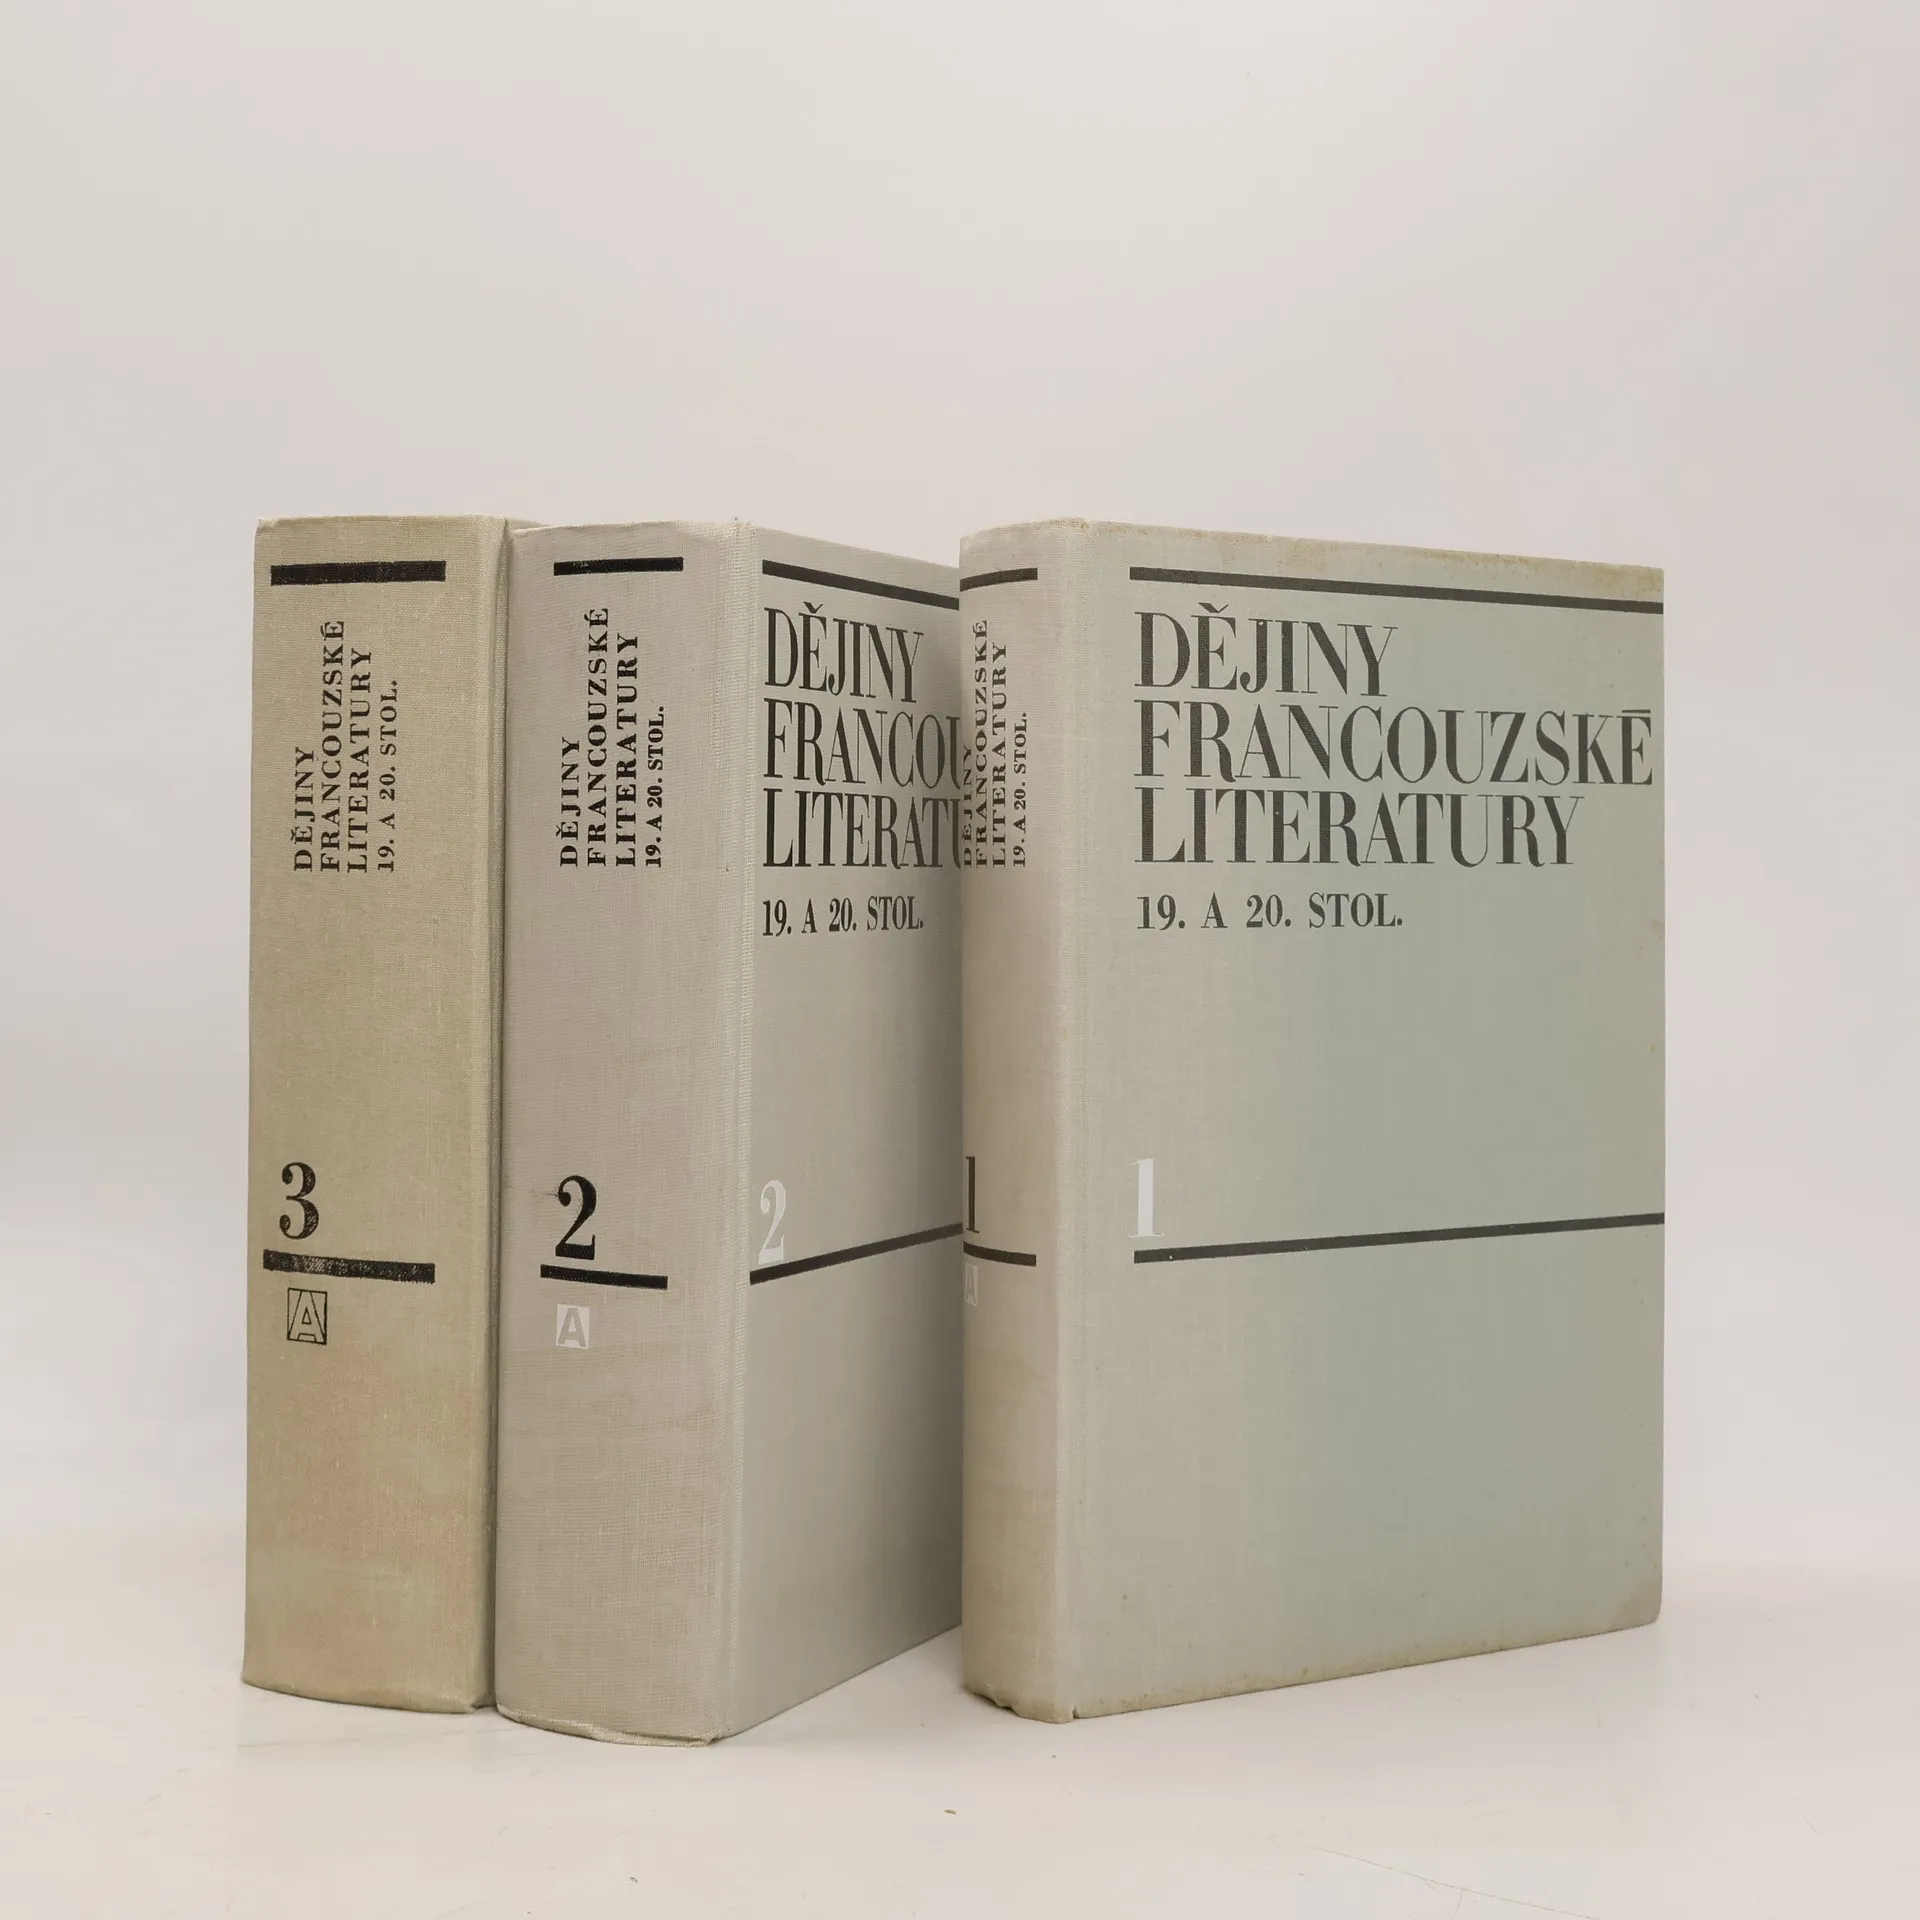 DĚJINY
FRANCOUZSKÉ
LITERATURY
19. A 20. STOL.
3
A
DĚJINY
FRANCOUZSKÉ
LITERATURY
19. A 20. STOL.
2
A
DĚJINY
FRANCOU
LITERATU
19. A 20. STOL.
2
DĚJINY
FRANCOUZSKÉ
LITERATURY
19. A 20. STOL.
1
A
DĚJINY
FRANCOUZSKÉ
LITERATURY
19. A 20. STOL.
1